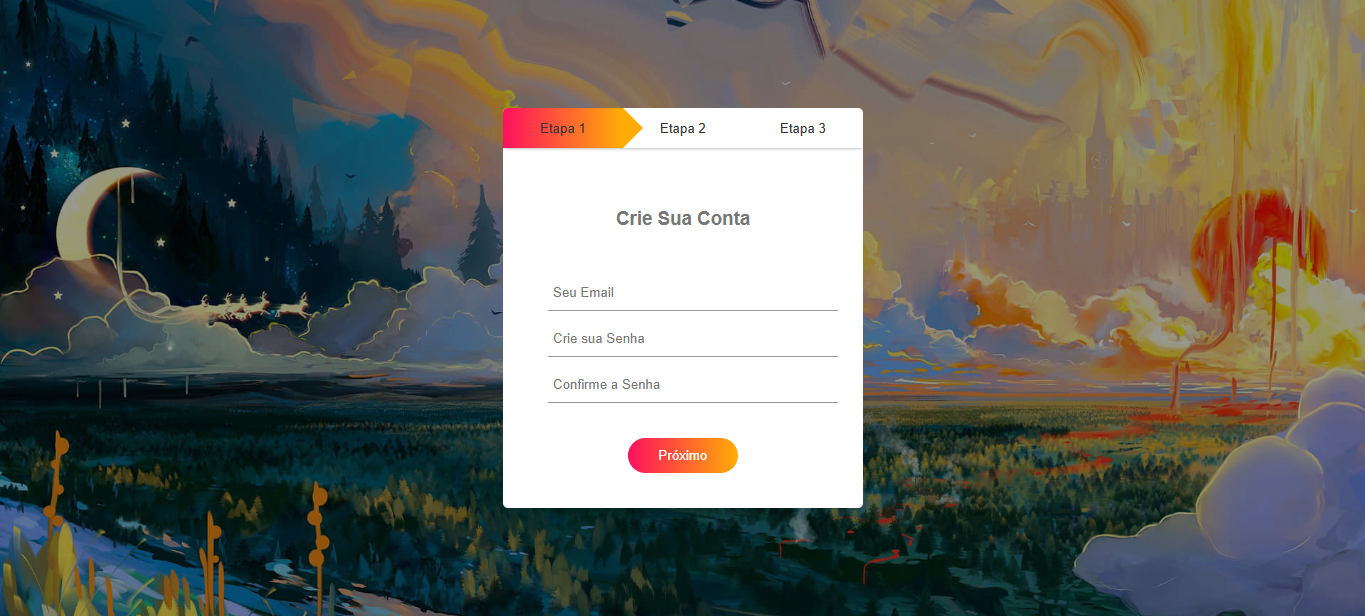 Etapa 1 Etapa 2 Etapa 3
Crie Sua Conta
Seu Email
Crie sua Senha
Confirme a Senha
Próximo